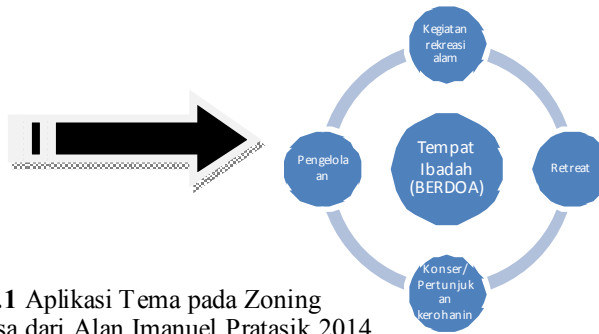 Kegiatan
rekreasi
alam
Pengelola
an
Tempat
Ibadah
(BERDOA)
Retreat
Konser/
Pertunjuk
an
kerohanin
.1 Aplikasi Tema pada Zoning
sa dari Alan Imanuel Pratasik 2014